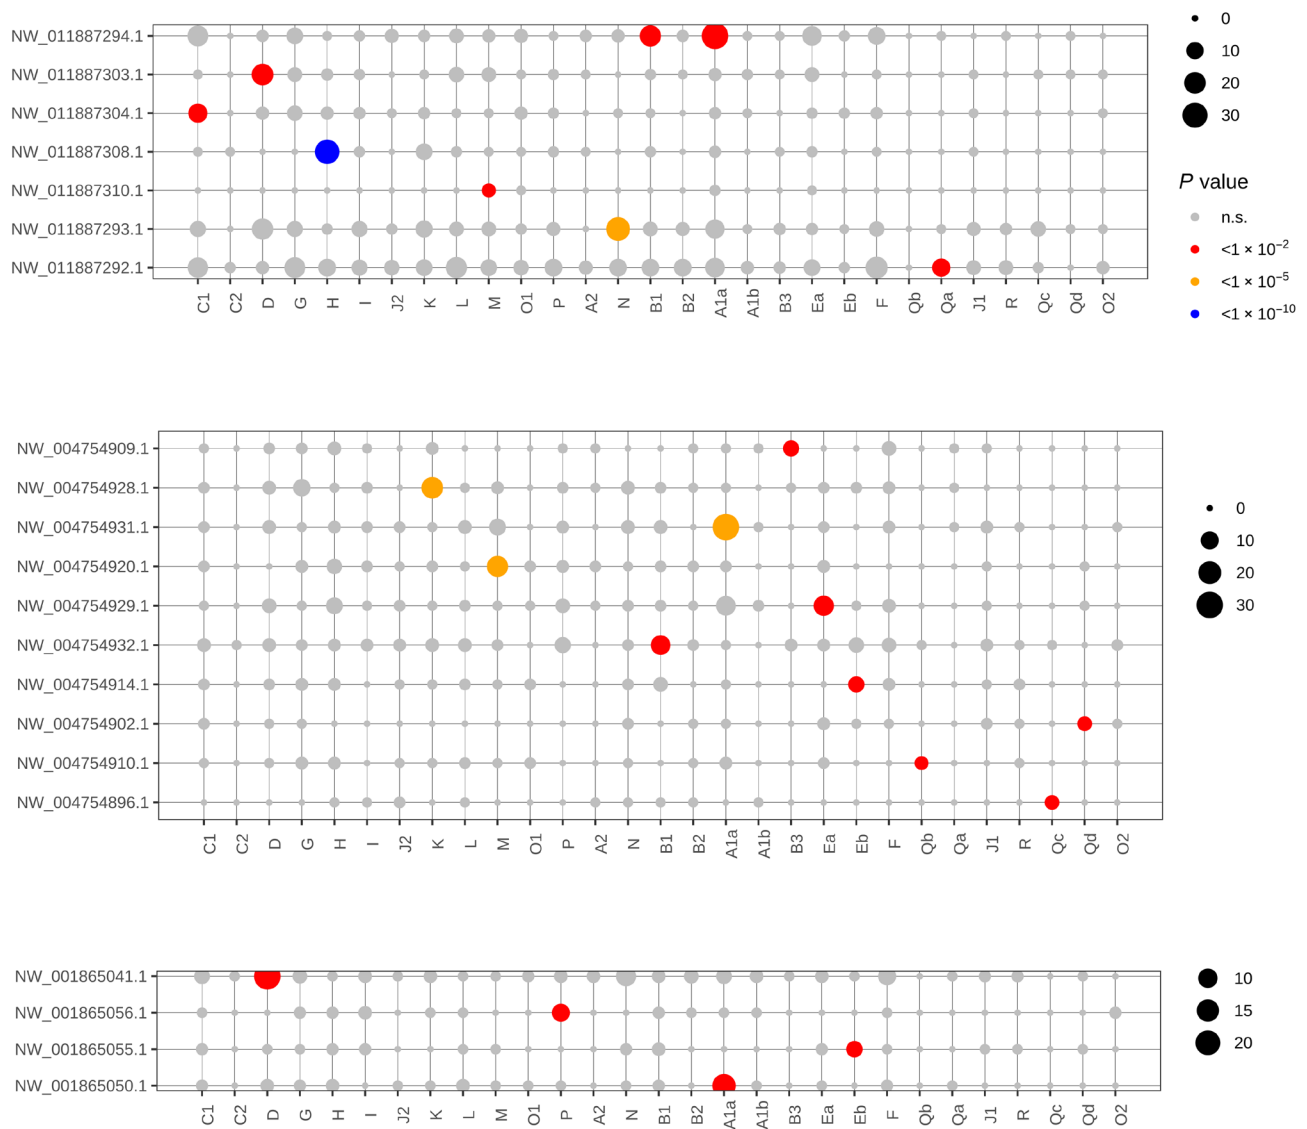 NW_011887294.1
NW_011887303.1
NW_011887304.1
NW_011887308.1
NW_011887310.1
NW_011887293.1
NW_011887292.1
C1 C2 D G H I J2 K L M O1 P A2 N B1 B2 A1a A1b B3 Ea Eb F Qb Qa J1 R Qc Qd O2
0
10
20
30
P value
n.s.
<1 × 10⁻²
<1 × 10⁻⁵
<1 × 10⁻¹⁰
NW_004754909.1
NW_004754928.1
NW_004754931.1
NW_004754920.1
NW_004754929.1
NW_004754932.1
NW_004754914.1
NW_004754902.1
NW_004754910.1
NW_004754896.1
C1 C2 D G H I J2 K L M O1 P A2 N B1 B2 A1a A1b B3 Ea Eb F Qb Qa J1 R Qc Qd O2
0
10
20
30
NW_001865041.1
NW_001865056.1
NW_001865055.1
NW_001865050.1
C1 C2 D G H I J2 K L M O1 P A2 N B1 B2 A1a A1b B3 Ea Eb F Qb Qa J1 R Qc Qd O2
10
15
20